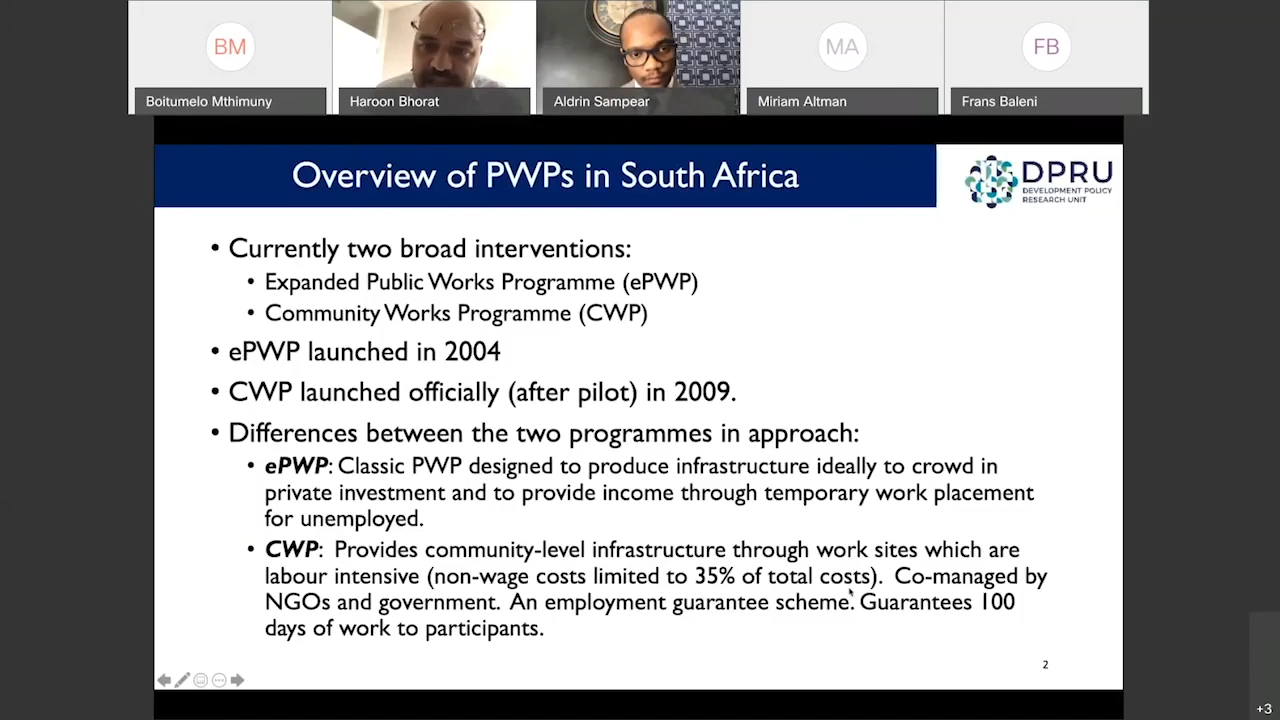 BM
MA
FB
Boitumelo Mthimuny
Haroon Bhorat
Aldrin Sampear
Miriam Altman
Frans Baleni
Overview of PWPs in South Africa
DPRU
DEVELOPMENT POLICY
RESEARCH UNIT
• Currently two broad interventions:
• Expanded Public Works Programme (ePWP)
• Community Works Programme (CWP)
• ePWP launched in 2004
• CWP launched officially (after pilot) in 2009.
• Differences between the two programmes in approach:
• ePWP: Classic PWP designed to produce infrastructure ideally to crowd in
private investment and to provide income through temporary work placement
for unemployed.
• CWP: Provides community-level infrastructure through work sites which are
labour intensive (non-wage costs limited to 35% of total costs). Co-managed by
NGOs and government. An employment guarantee scheme. Guarantees 100
days of work to participants.
2
+3